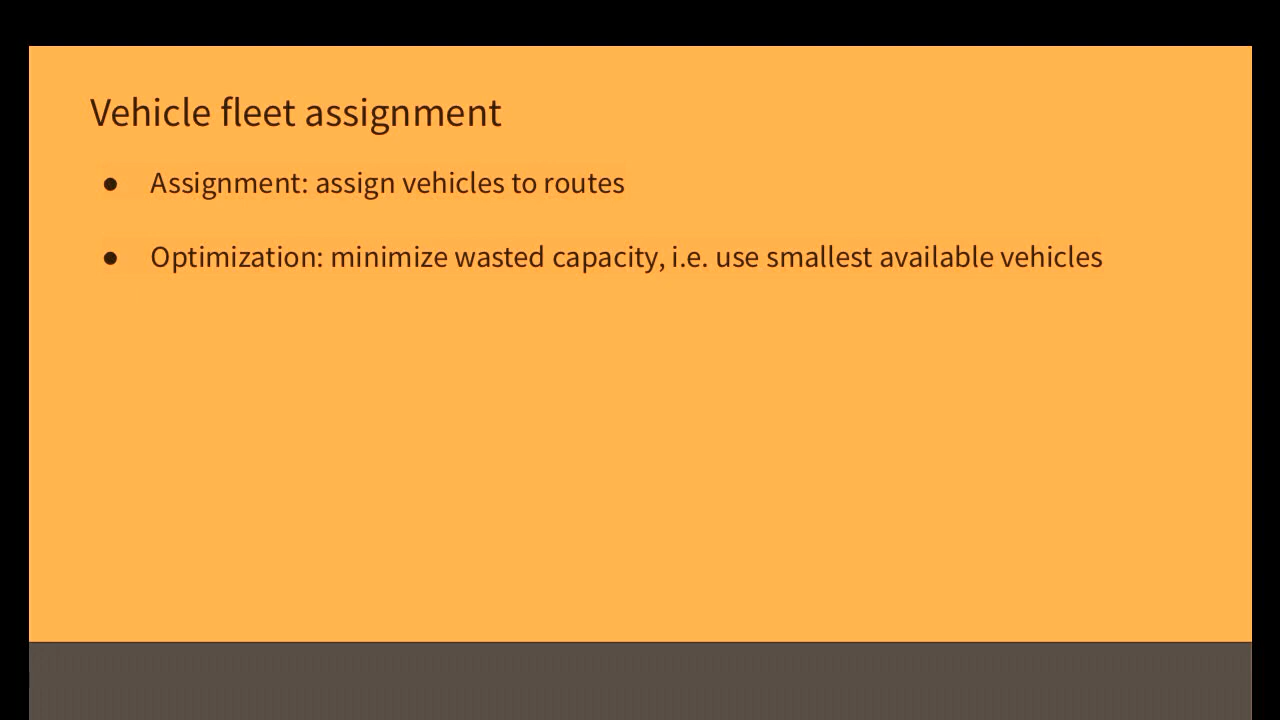 Vehicle fleet assignment
● Assignment: assign vehicles to routes
● Optimization: minimize wasted capacity, i.e. use smallest available vehicles